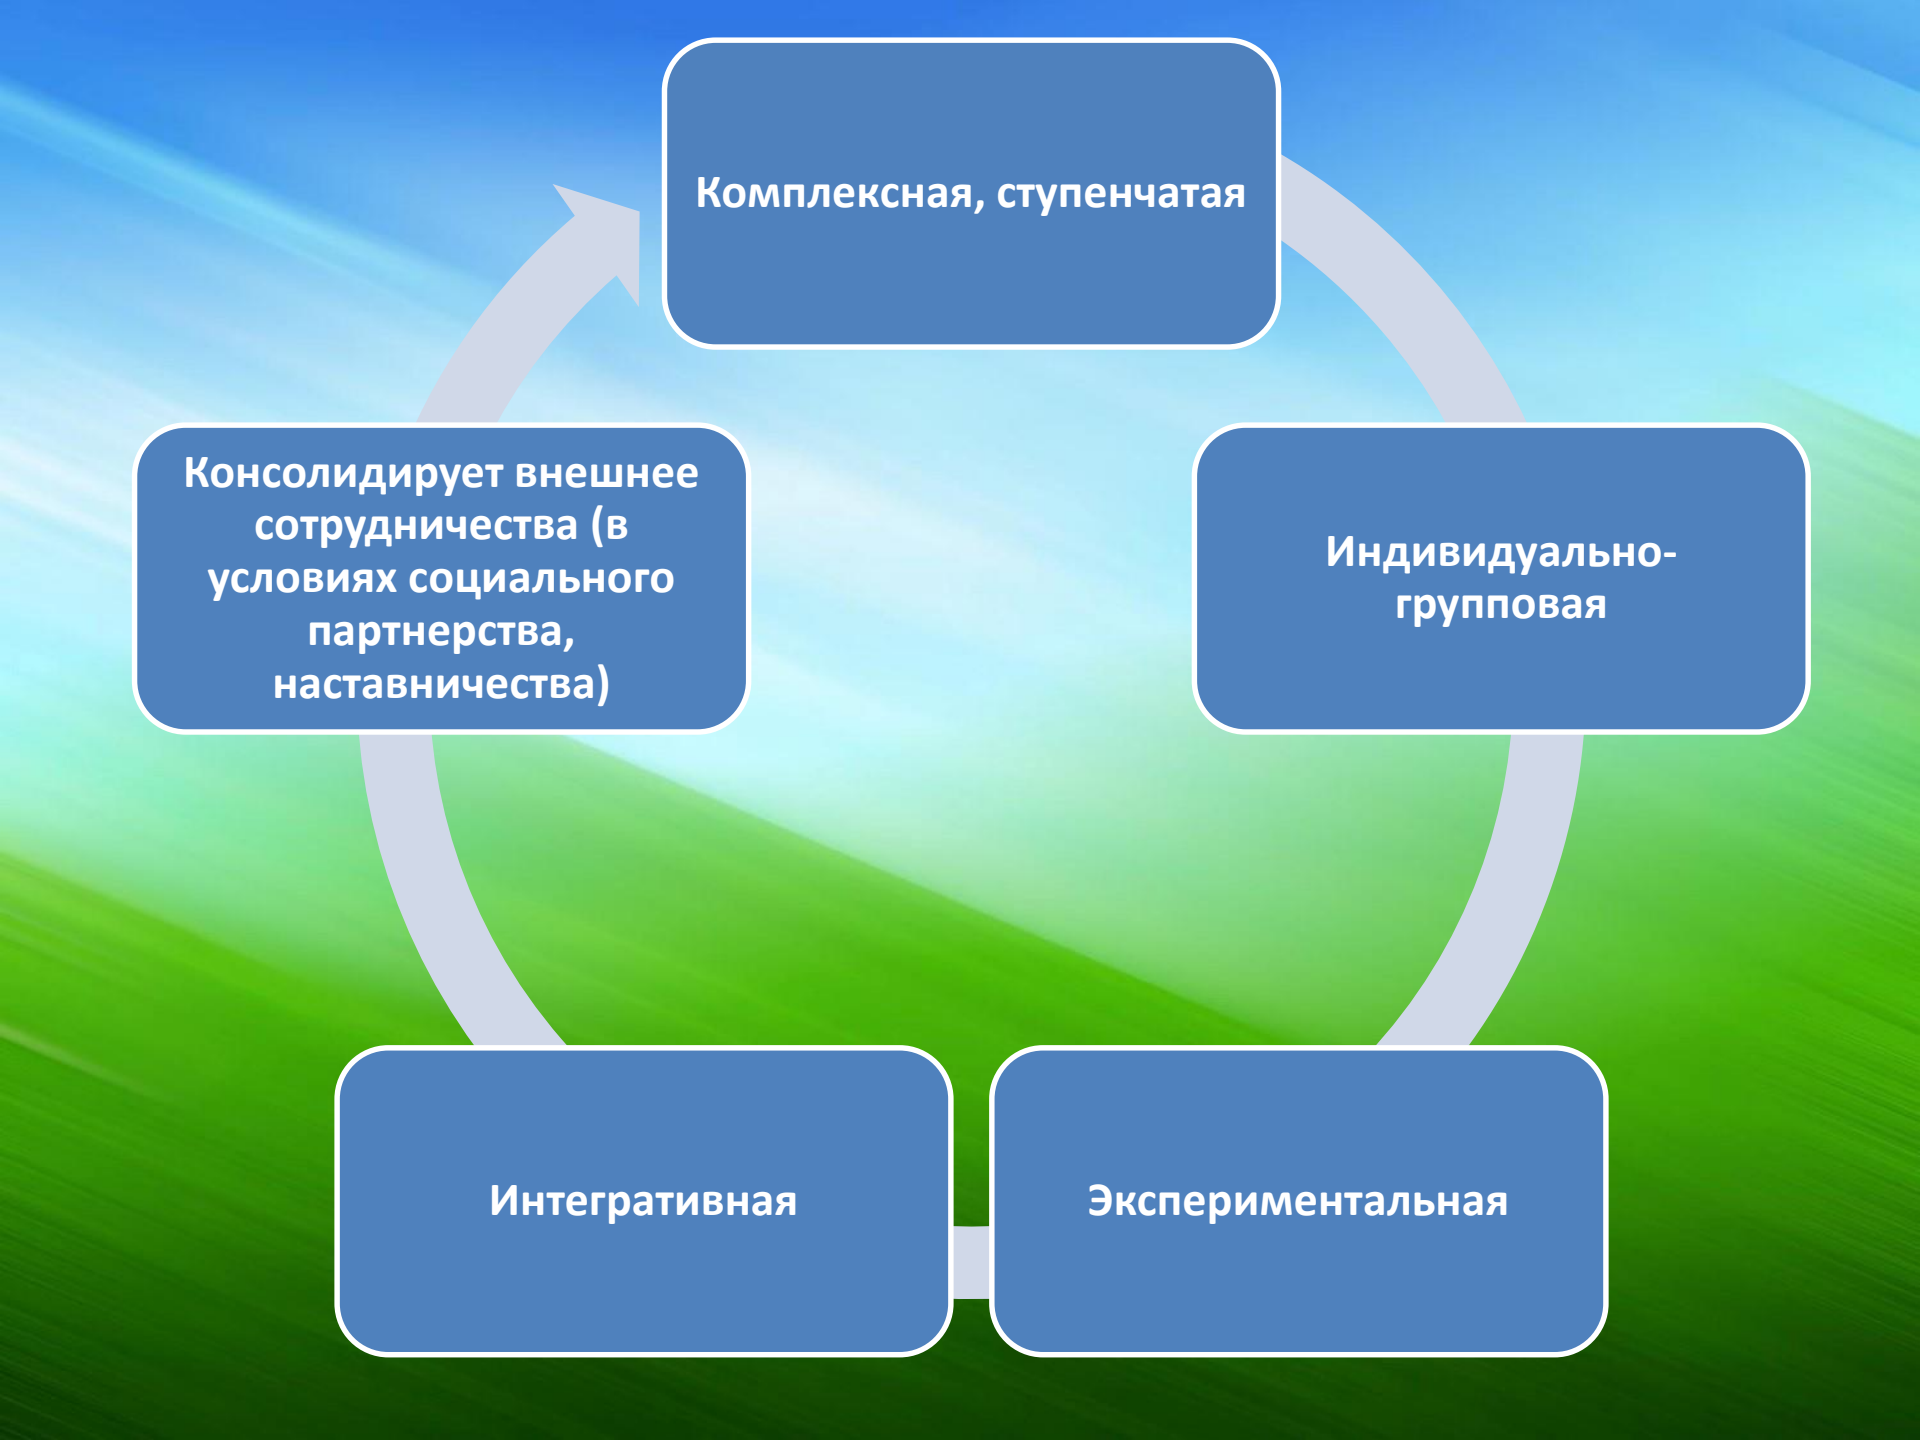 Комплексная, ступенчатая
Индивидуально-
групповая
Экспериментальная
Интегративная
Консолидирует внешнее
сотрудничества (в
условиях социального
партнерства,
наставничества)